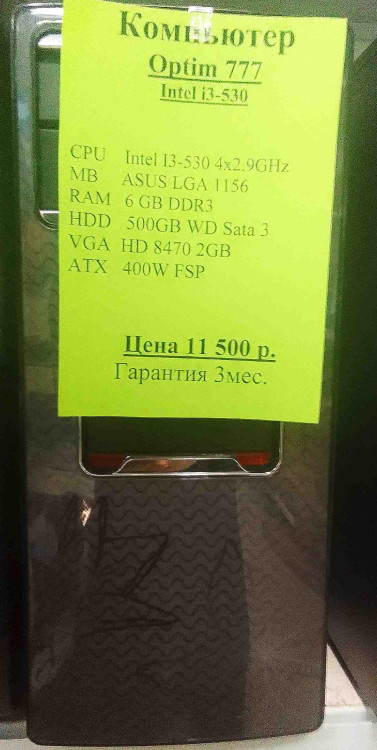 Компьютер
Optim 777
Intel i3-530
CPU Intel I3-530 4x2.9GHz
MB ASUS LGA 1156
RAM 6 GB DDR3
HDD 500GB WD Sata 3
VGA HD 8470 2GB
ATX 400W FSP
Цена 11 500 р.
Гарантия 3мес.